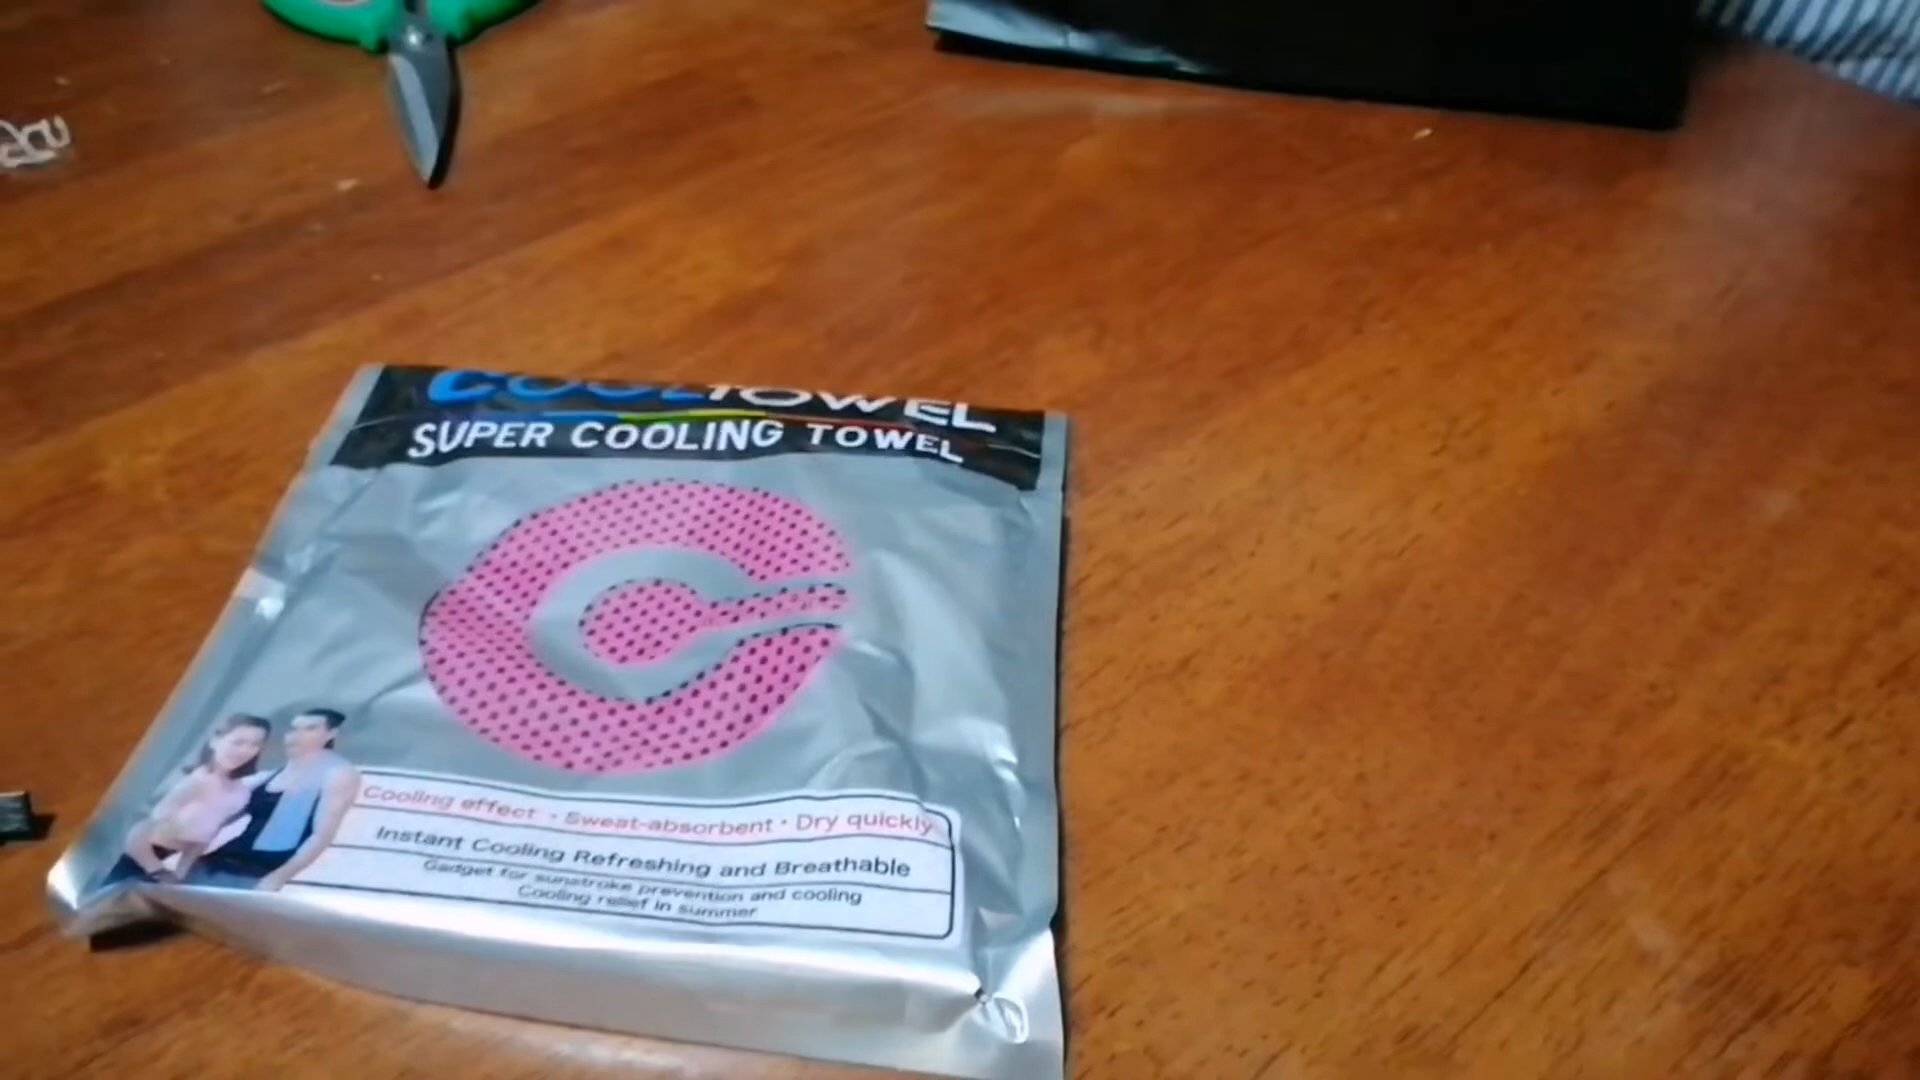 COOLTOWEL
SUPER COOLING TOWEL
Cooling effect · Sweat-absorbent · Dry quickly
Instant Cooling Refreshing and Breathable
Gadget for sunstroke prevention and cooling
Cooling relief in summer